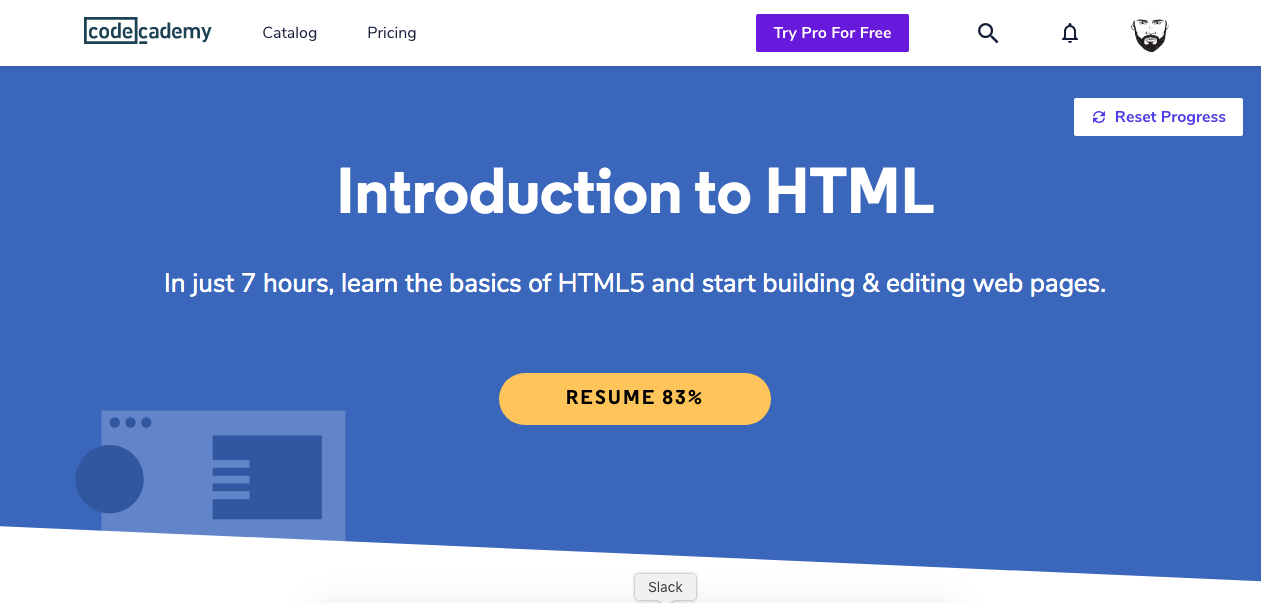 codecademy
Catalog
Pricing
Try Pro For Free
Reset Progress
Introduction to HTML
In just 7 hours, learn the basics of HTML5 and start building & editing web pages.
RESUME 83%
Slack